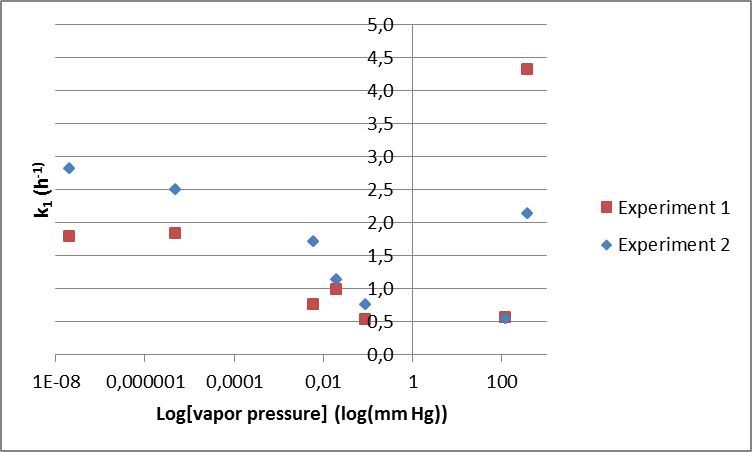 5,0
4,5
4,0
3,5
3,0
2,5
2,0
1,5
1,0
0,5
0,0
k1 (h-1)
1E-08 0,000001 0,0001 0,01 1 100
Log[vapor pressure] (log(mm Hg))
Experiment 1
Experiment 2